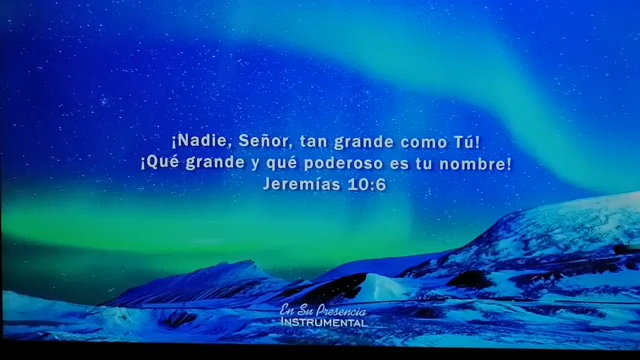 ¡Nadie, Señor, tan grande como Tú!
¡Qué grande y qué poderoso es tu nombre!
Jeremías 10:6
En Su Presencia
INSTRUMENTAL